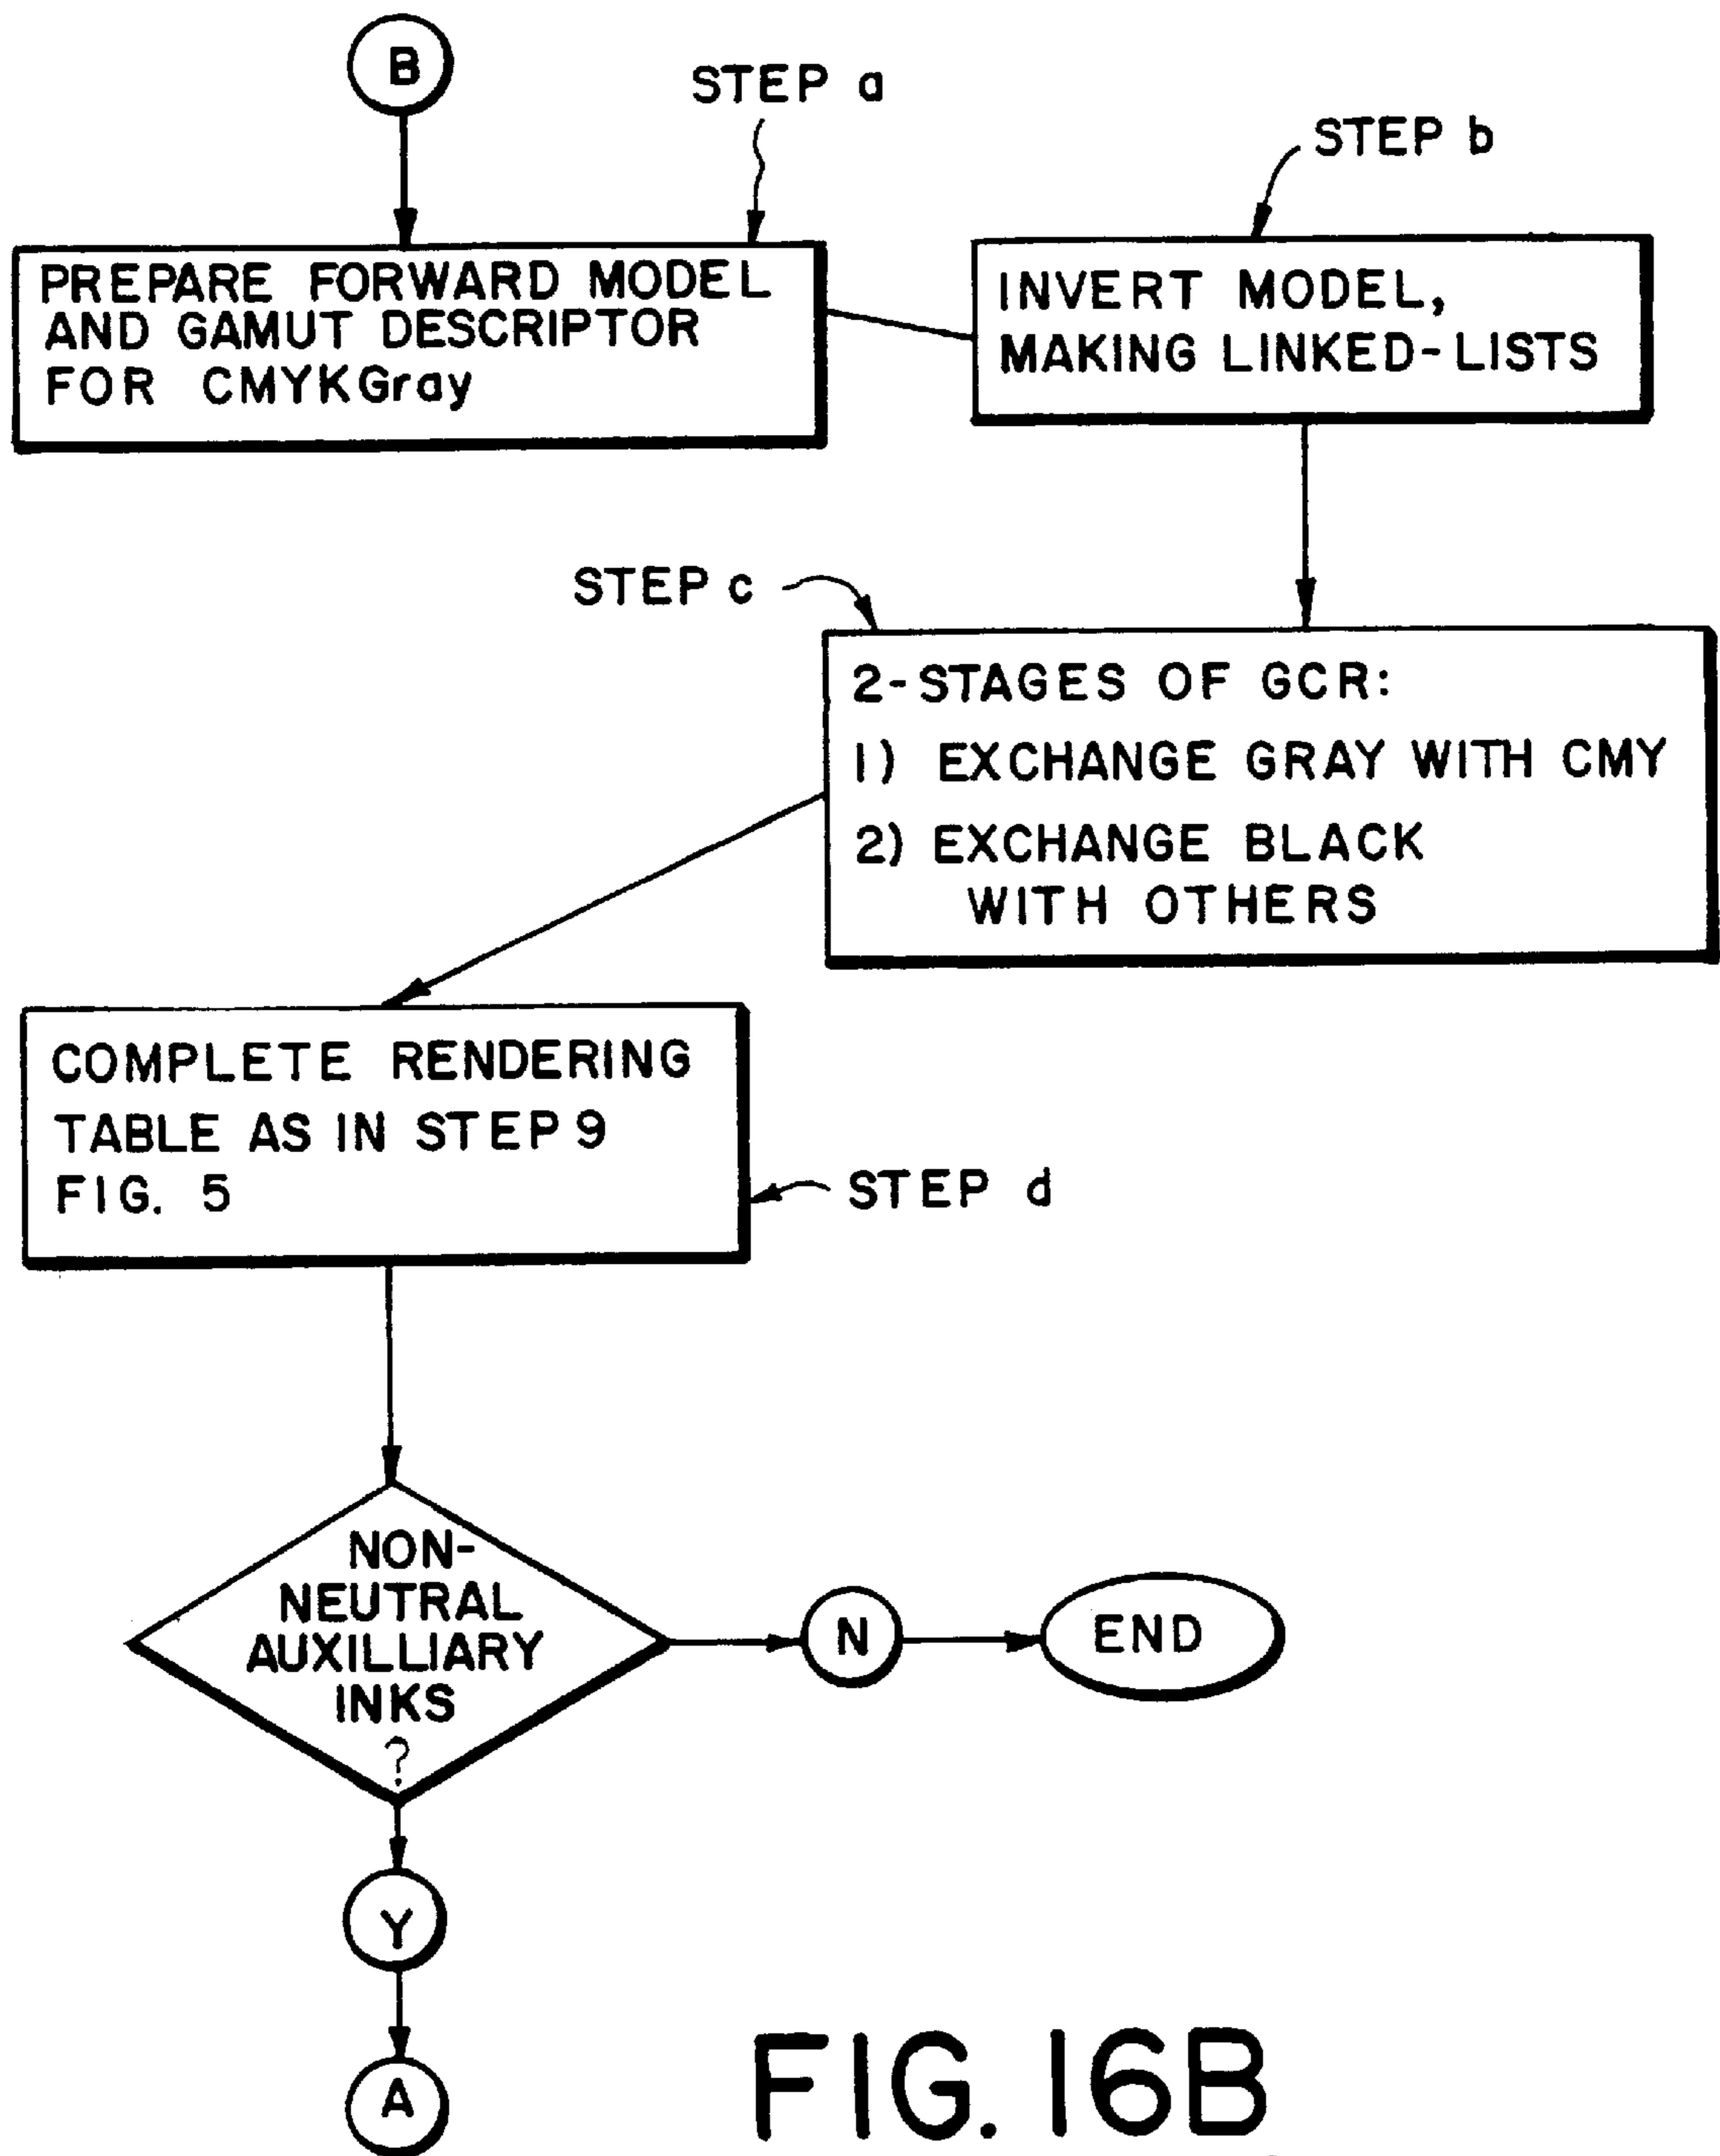 B
STEP a
STEP b
PREPARE FORWARD MODEL
AND GAMUT DESCRIPTOR
FOR CMYKGray
INVERT MODEL,
MAKING LINKED-LISTS
STEP c
2-STAGES OF GCR:
1) EXCHANGE GRAY WITH CMY
2) EXCHANGE BLACK
WITH OTHERS
COMPLETE RENDERING
TABLE AS IN STEP 9
FIG. 5
STEP d
NON-
NEUTRAL
AUXILLIARY
INKS
?
N
END
Y
A
FIG. 16B